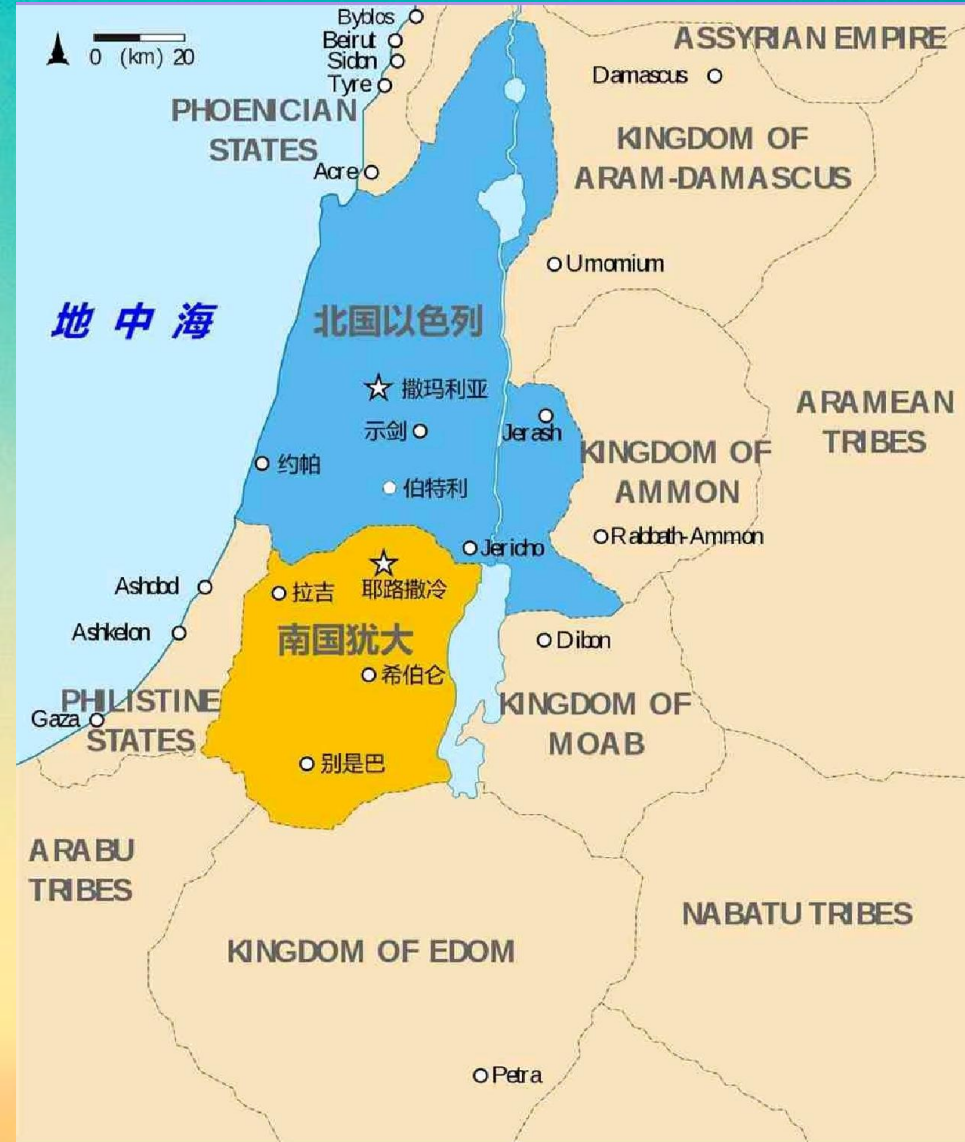 Byblos
Beirut
Sidon
Tyre
0 (km) 20
ASSYRIAN EMPIRE
Damascus
PHOENICIAN
STATES
KINGDOM OF
ARAM-DAMASCUS
Acre
Umomium
地中海
北国以色列
撒玛利亚
示剑
Jerash
ARAMEAN
TRIBES
约帕
KINGDOM OF
AMMON
伯特利
Rabbath-Ammon
Jericho
Ashdod
拉吉
耶路撒冷
Ashkelon
南国犹大
Dibon
希伯仑
PHILISTINE
STATES
Gaza
KINGDOM OF
MOAB
别是巴
ARABU
TRIBES
NABATU TRIBES
KINGDOM OF EDOM
Petra